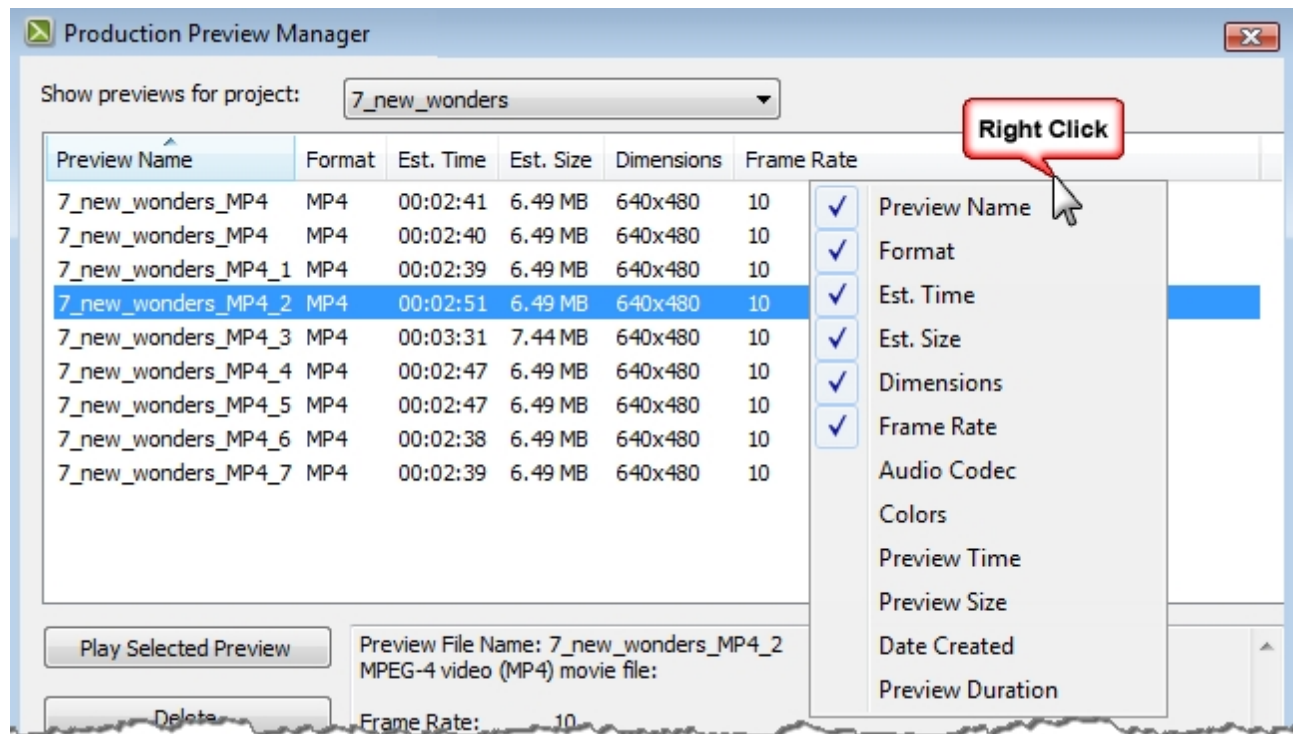 Production Preview Manager
Show previews for project: 7_new_wonders
Right Click
Preview Name Format Est. Time Est. Size Dimensions Frame Rate
7_new_wonders_MP4 MP4 00:02:41 6.49 MB 640x480 10
7_new_wonders_MP4 MP4 00:02:40 6.49 MB 640x480 10
7_new_wonders_MP4_1 MP4 00:02:39 6.49 MB 640x480 10
7_new_wonders_MP4_2 MP4 00:02:51 6.49 MB 640x480 10
7_new_wonders_MP4_3 MP4 00:03:31 7.44 MB 640x480 10
7_new_wonders_MP4_4 MP4 00:02:47 6.49 MB 640x480 10
7_new_wonders_MP4_5 MP4 00:02:47 6.49 MB 640x480 10
7_new_wonders_MP4_6 MP4 00:02:38 6.49 MB 640x480 10
7_new_wonders_MP4_7 MP4 00:02:39 6.49 MB 640x480 10
Preview Name
Format
Est. Time
Est. Size
Dimensions
Frame Rate
Audio Codec
Colors
Preview Time
Preview Size
Date Created
Preview Duration
Play Selected Preview
Delete
Preview File Name: 7_new_wonders_MP4_2
MPEG-4 video (MP4) movie file:
Frame Rate: 10